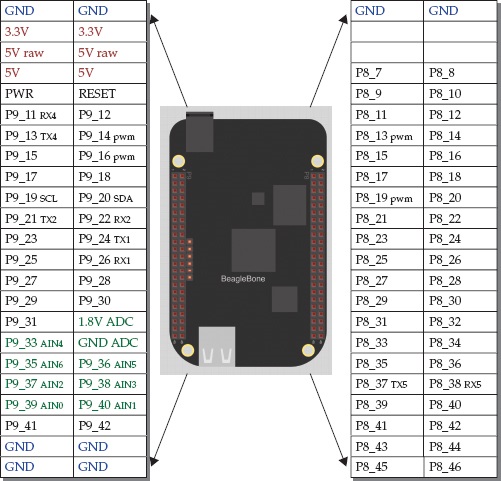 GND GND
3.3V 3.3V
5V raw 5V raw
5V 5V
PWR RESET
P9_11 RX4 P9_12
P9_13 TX4 P9_14 pwm
P9_15 P9_16 pwm
P9_17 P9_18
P9_19 SCL P9_20 SDA
P9_21 TX2 P9_22 RX2
P9_23 P9_24 TX1
P9_25 P9_26 RX1
P9_27 P9_28
P9_29 P9_30
P9_31 1.8V ADC
P9_33 AIN4 GND ADC
P9_35 AIN6 P9_36 AIN5
P9_37 AIN2 P9_38 AIN3
P9_39 AIN0 P9_40 AIN1
P9_41 P9_42
GND GND
GND GND
BeagleBone
GND GND
P8_7 P8_8
P8_9 P8_10
P8_11 P8_12
P8_13 pwm P8_14
P8_15 P8_16
P8_17 P8_18
P8_19 pwm P8_20
P8_21 P8_22
P8_23 P8_24
P8_25 P8_26
P8_27 P8_28
P8_29 P8_30
P8_31 P8_32
P8_33 P8_34
P8_35 P8_36
P8_37 TX5 P8_38 RX5
P8_39 P8_40
P8_41 P8_42
P8_43 P8_44
P8_45 P8_46